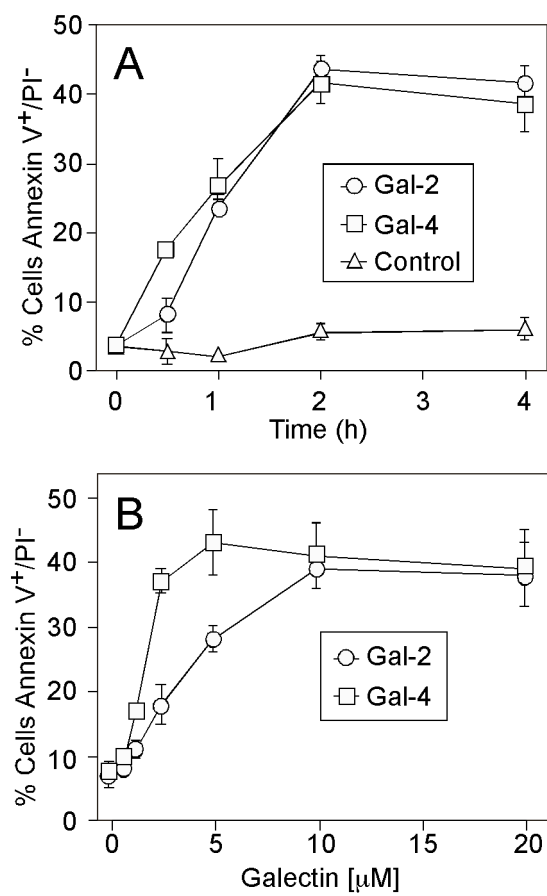 A
% Cells Annexin V⁺/PI⁻
50
40
30
20
10
0
Gal-2
Gal-4
Control
0 1 2 3 4
Time (h)
B
% Cells Annexin V⁺/PI⁻
50
40
30
20
10
0
Gal-2
Gal-4
0 5 10 15 20
Galectin [µM]